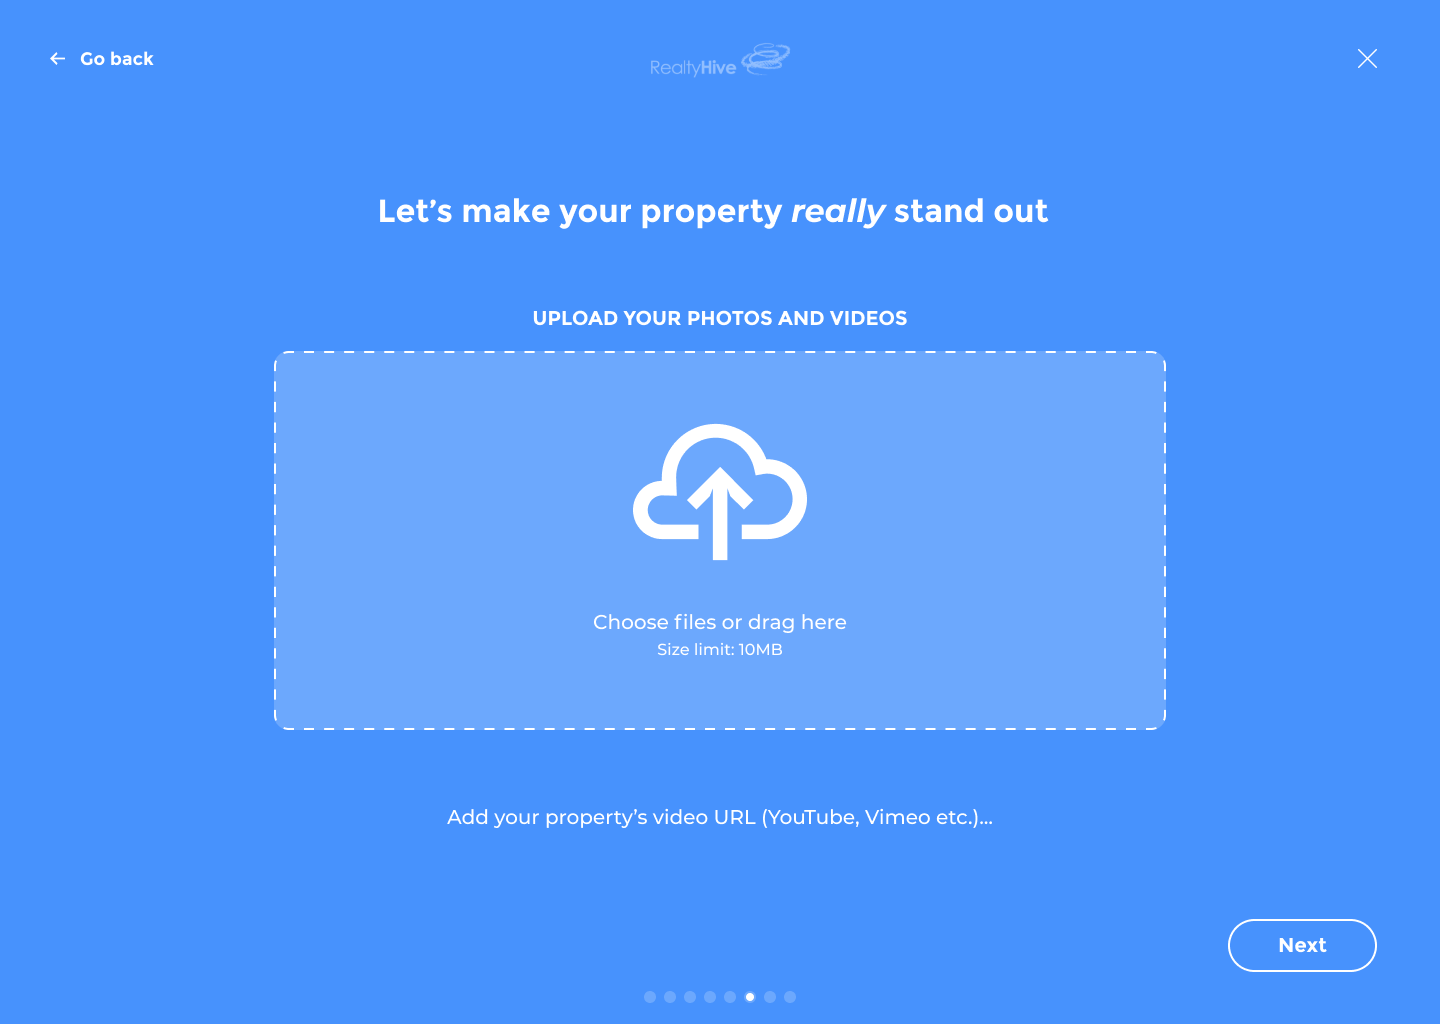 Go back
RealtyHive
Let’s make your property really stand out
UPLOAD YOUR PHOTOS AND VIDEOS
Choose files or drag here
Size limit: 10MB
Add your property’s video URL (YouTube, Vimeo etc.)...
Next